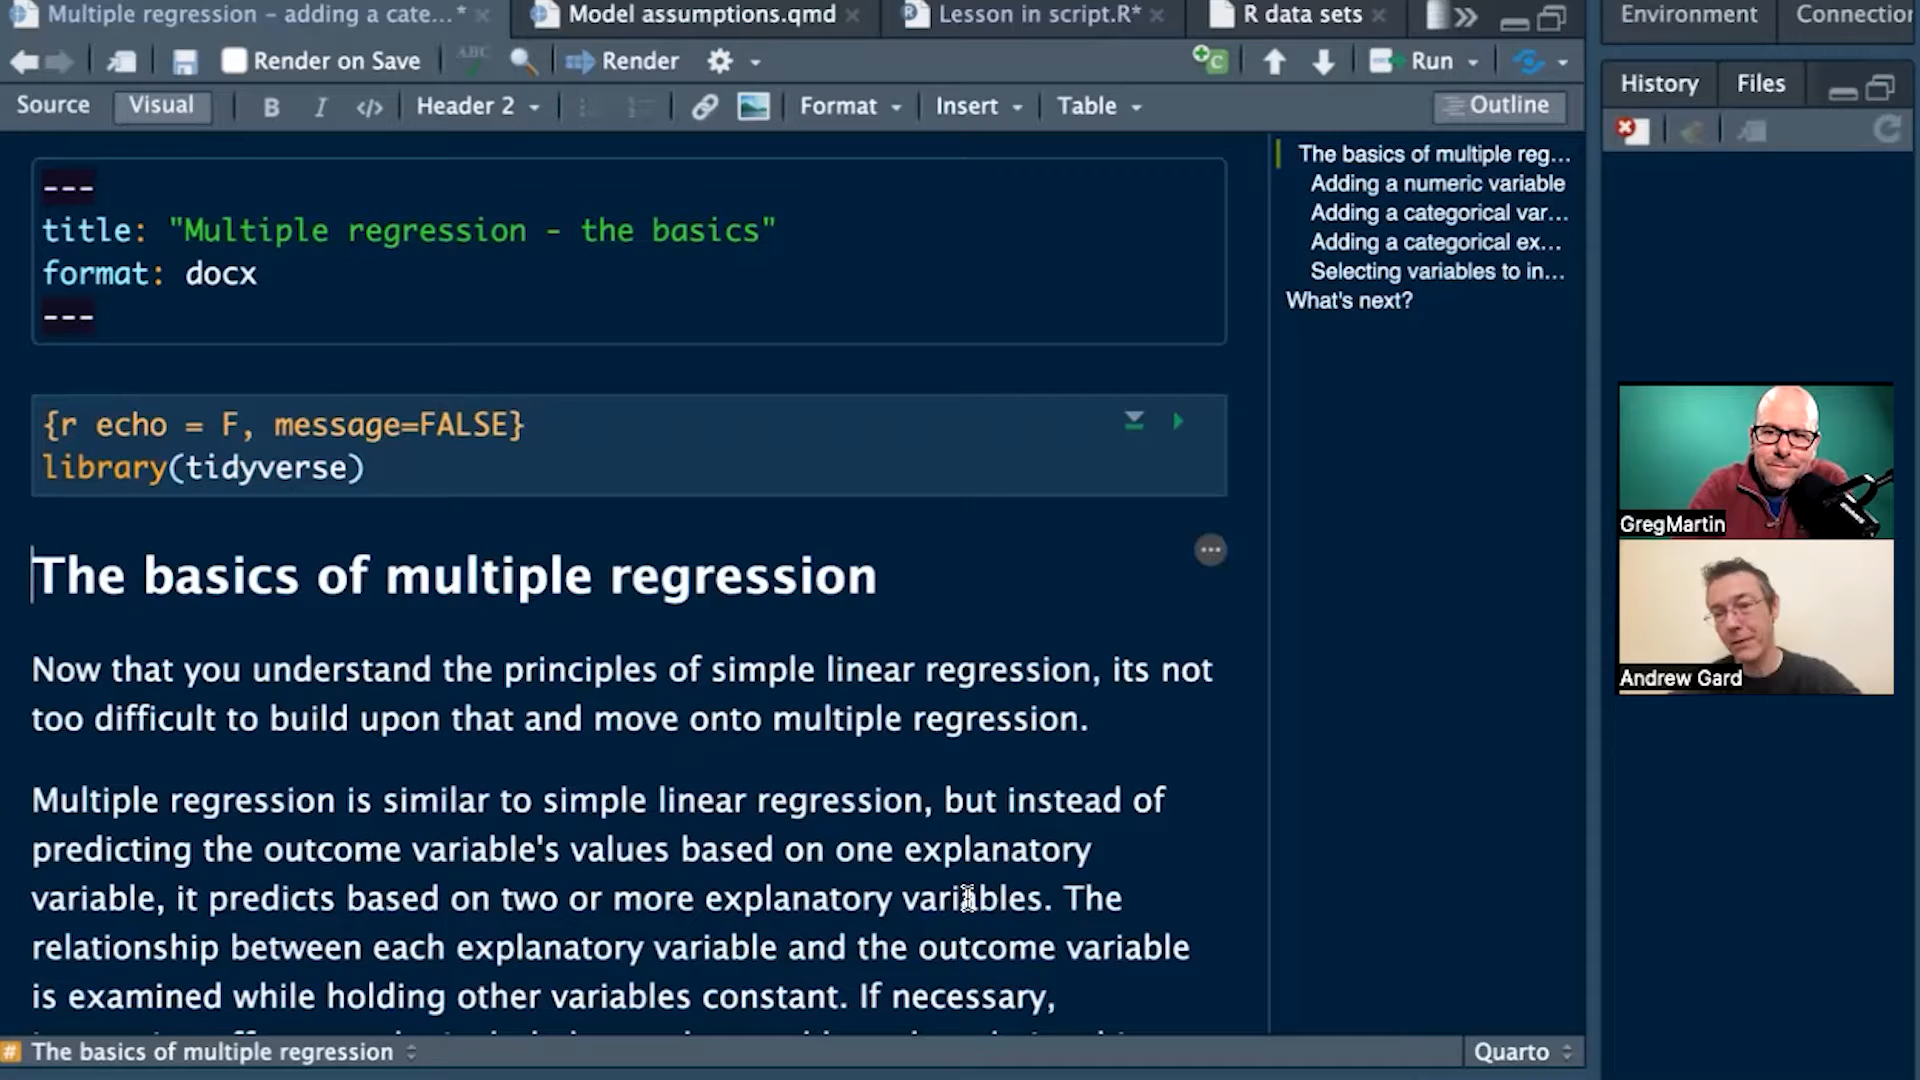 Multiple regression - adding a cate...*
Model assumptions.qmd
Lesson in script.R*
R data sets
Environment
Connection
Render on Save
ABC
Render
Run
History
Files
Source
Visual
B
I
</>
Header 2
Format
Insert
Table
Outline
---
title: "Multiple regression - the basics"
format: docx
---
{r echo = F, message=FALSE}
library(tidyverse)
The basics of multiple regression
Now that you understand the principles of simple linear regression, its not
too difficult to build upon that and move onto multiple regression.
Multiple regression is similar to simple linear regression, but instead of
predicting the outcome variable's values based on one explanatory
variable, it predicts based on two or more explanatory variables. The
relationship between each explanatory variable and the outcome variable
is examined while holding other variables constant. If necessary,
The basics of multiple reg...
Adding a numeric variable
Adding a categorical var...
Adding a categorical ex...
Selecting variables to in...
What's next?
GregMartin
Andrew Gard
# The basics of multiple regression
Quarto